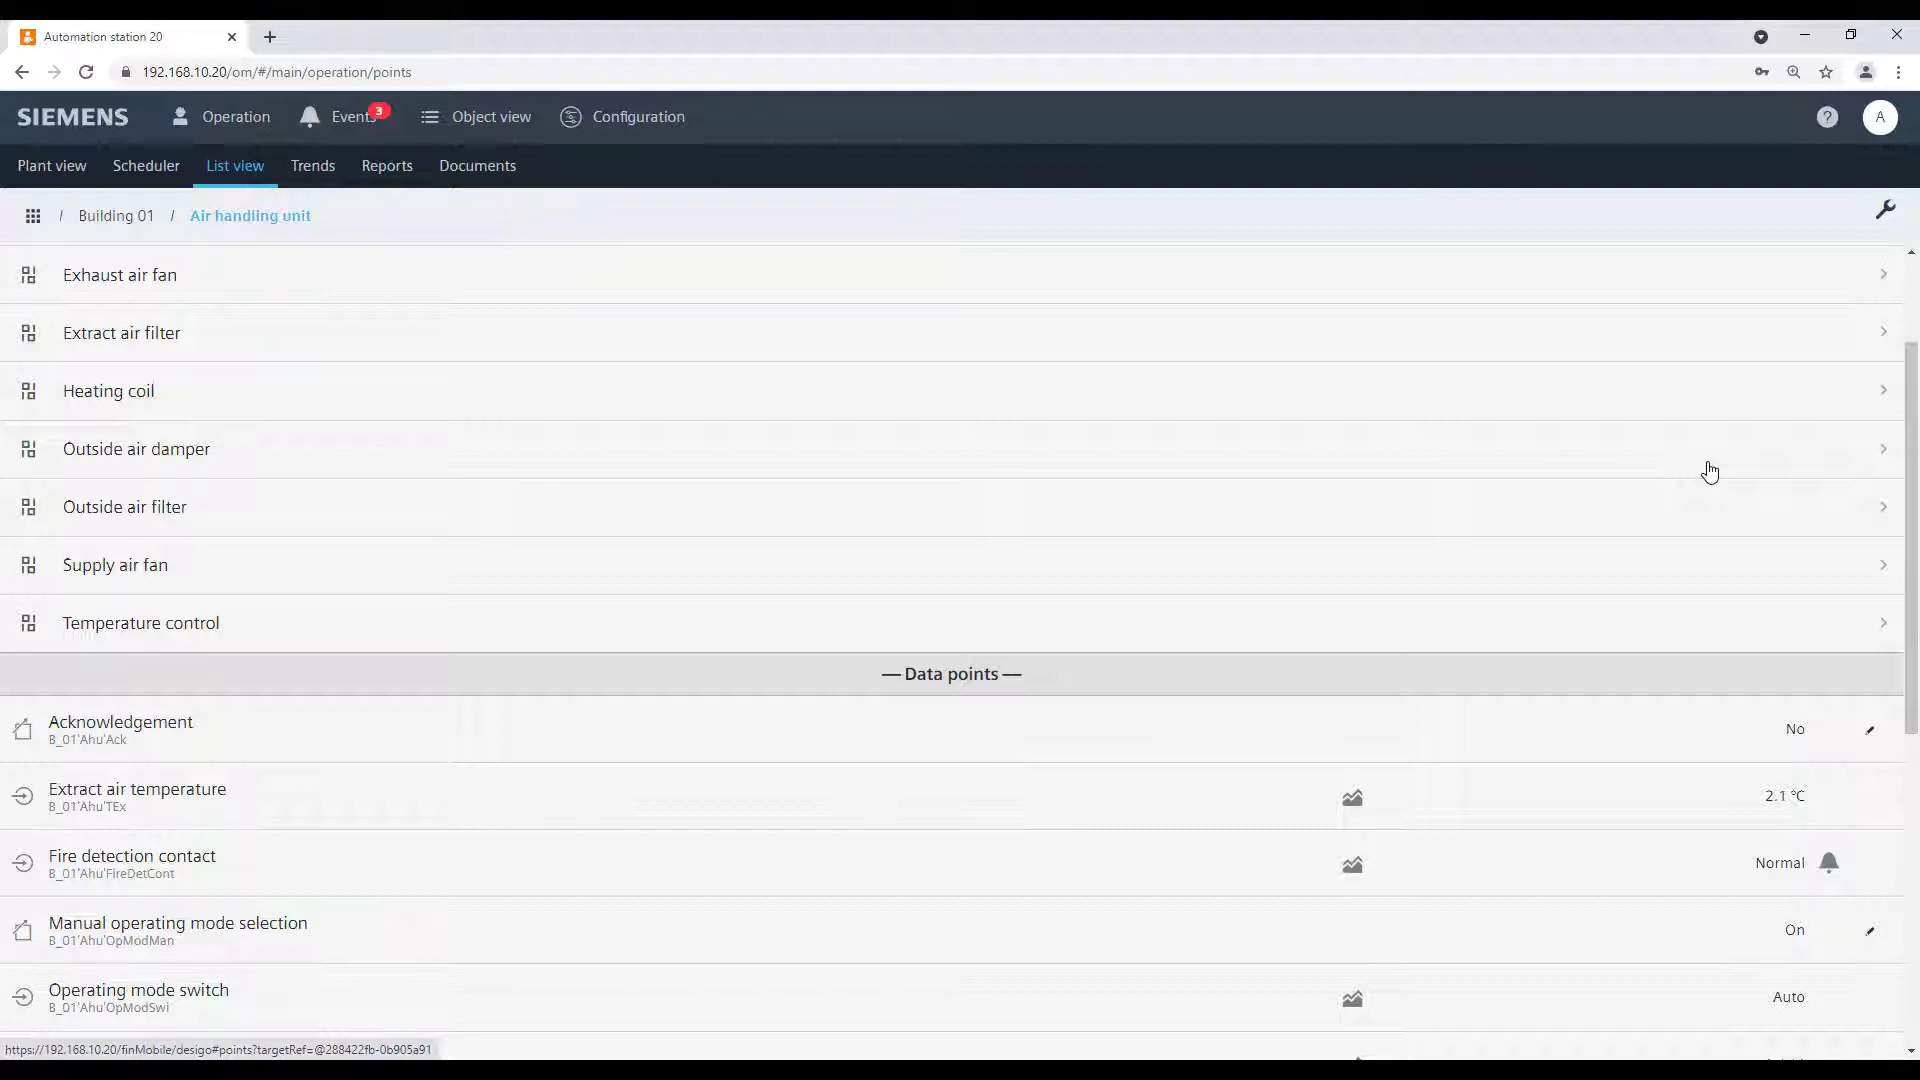 Automation station 20
192.168.10.20/om/#/main/operation/points
SIEMENS
Operation
Events
3
Object view
Configuration
?
A
Plant view
Scheduler
List view
Trends
Reports
Documents
/ Building 01 / Air handling unit
Exhaust air fan
Extract air filter
Heating coil
Outside air damper
Outside air filter
Supply air fan
Temperature control
— Data points —
Acknowledgement
B_01'Ahu'Ack
No
Extract air temperature
B_01'Ahu'TEx
2.1 °C
Fire detection contact
B_01'Ahu'FireDetCont
Normal
Manual operating mode selection
B_01'Ahu'OpModMan
On
Operating mode switch
B_01'Ahu'OpModSwi
Auto
https://192.168.10.20/finMobile/desigo#points?targetRef=@288422fb-0b905a91